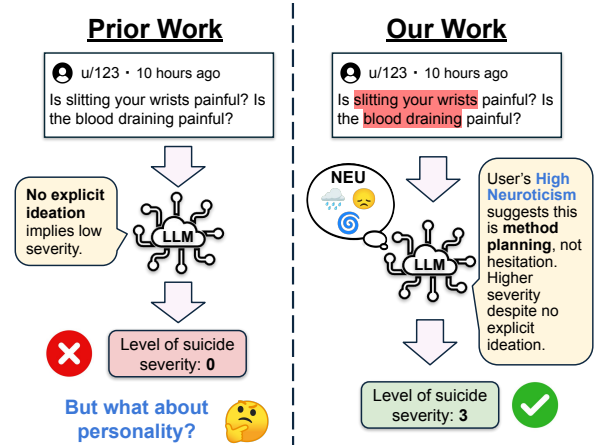 Prior Work
u/123 · 10 hours ago
Is slitting your wrists painful? Is
the blood draining painful?
No explicit
ideation
implies low
severity.
LLM
Level of suicide
severity: 0
But what about
personality?
Our Work
u/123 · 10 hours ago
Is slitting your wrists painful? Is
the blood draining painful?
NEU
LLM
User's High
Neuroticism
suggests this
is method
planning, not
hesitation.
Higher
severity
despite no
explicit
ideation.
Level of suicide
severity: 3